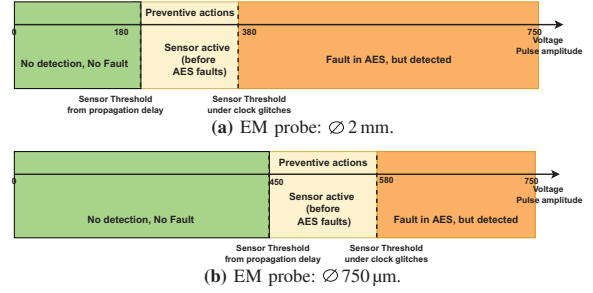 Preventive actions
0 180 380 750
Voltage
Pulse amplitude
No detection, No Fault
Sensor active
(before
AES faults)
Fault in AES, but detected
Sensor Threshold
from propagation delay
Sensor Threshold
under clock glitches
(a) EM probe: ∅ 2 mm.
Preventive actions
0 450 580 750
Voltage
Pulse amplitude
No detection, No Fault
Sensor active
(before
AES faults)
Fault in AES, but detected
Sensor Threshold
from propagation delay
Sensor Threshold
under clock glitches
(b) EM probe: ∅ 750 µm.